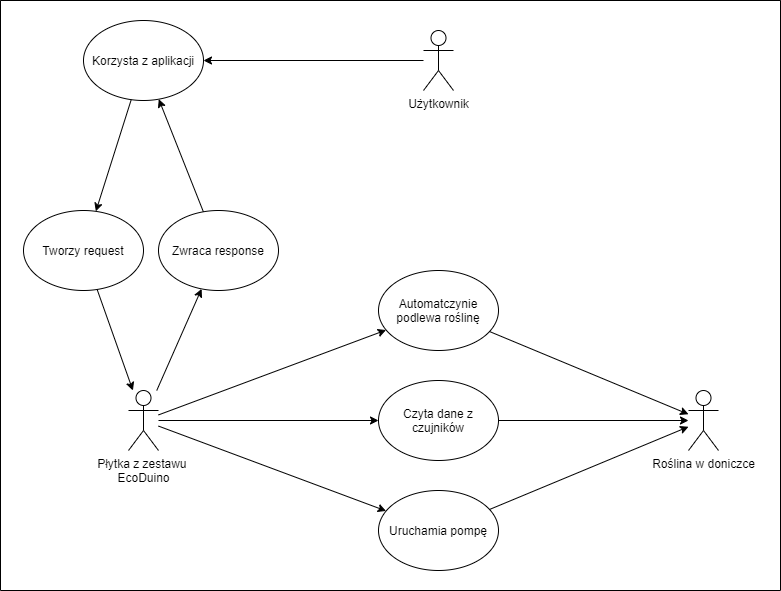 Korzysta z aplikacji
Użytkownik
Tworzy request
Zwraca response
Automatczynie
podlewa roślinę
Czyta dane z
czujników
Płytka z zestawu
EcoDuino
Roślina w doniczce
Uruchamia pompę